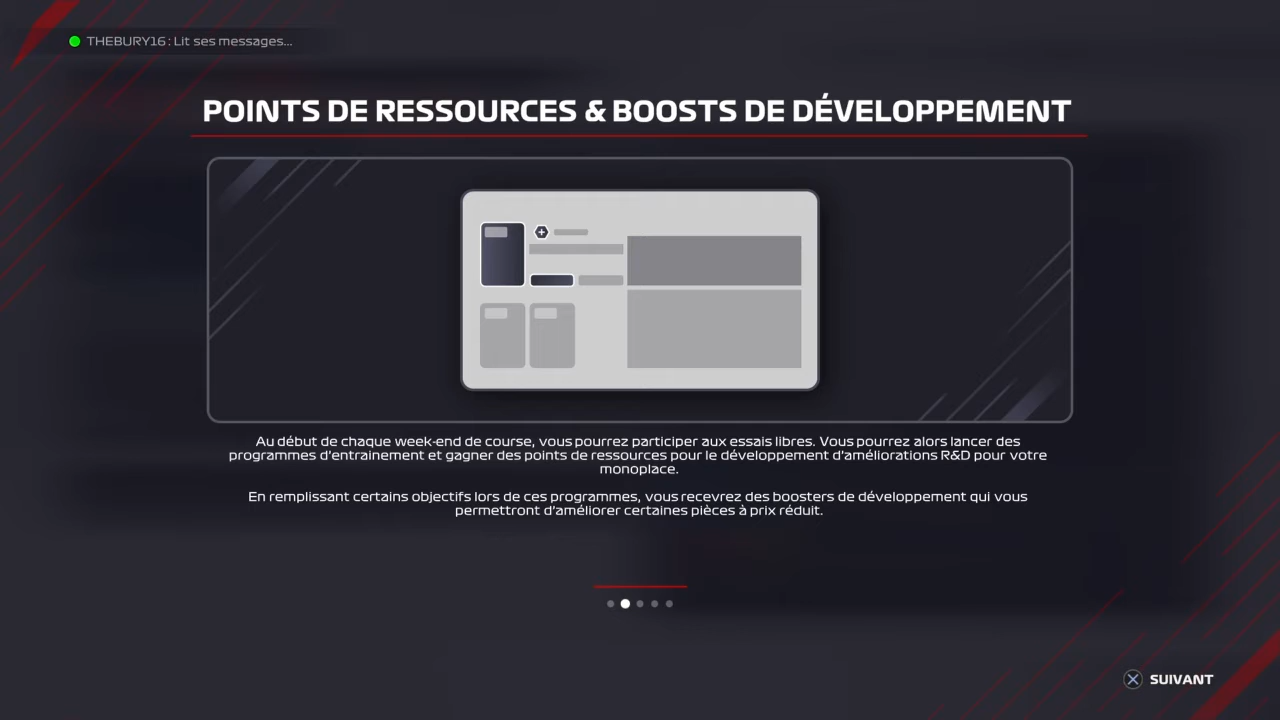 THEBURY16 : Lit ses messages...
POINTS DE RESSOURCES & BOOSTS DE DÉVELOPPEMENT
Au début de chaque week-end de course, vous pourrez participer aux essais libres. Vous pourrez alors lancer des
programmes d'entrainement et gagner des points de ressources pour le développement d'améliorations R&D pour votre
monoplace.
En remplissant certains objectifs lors de ces programmes, vous recevrez des boosters de développement qui vous
permettront d'améliorer certaines pièces à prix réduit.
SUIVANT